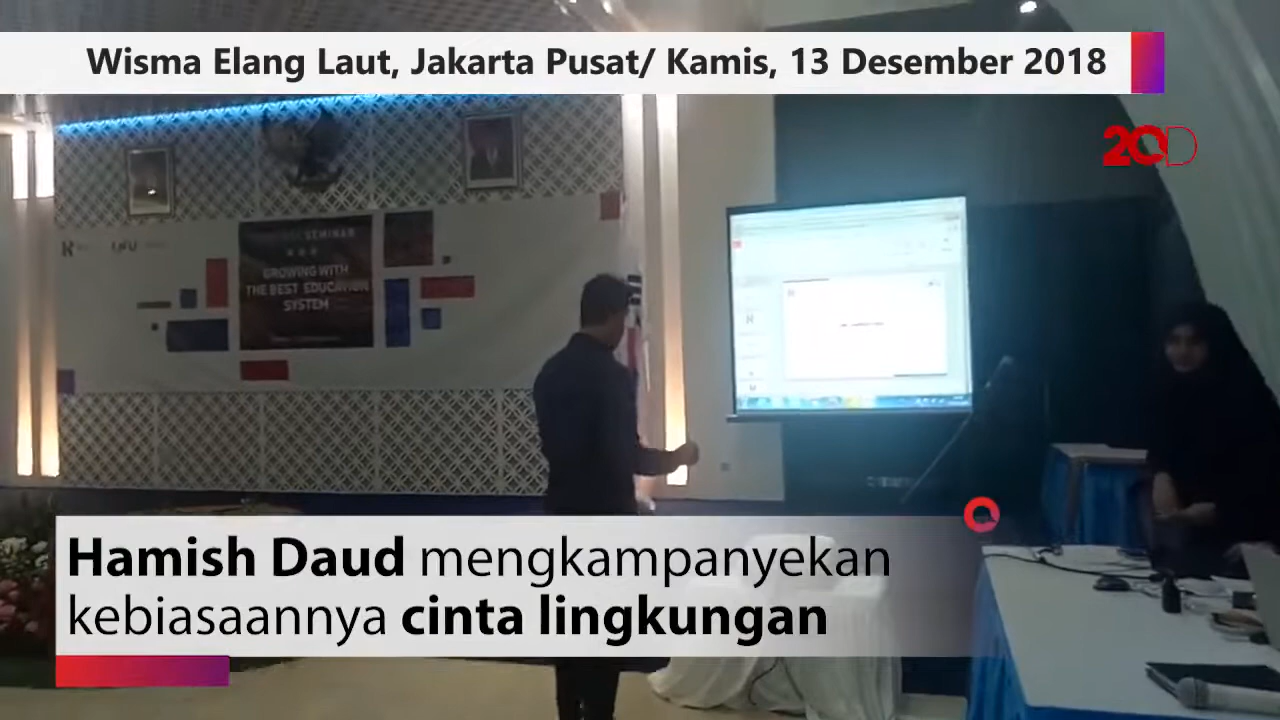 Wisma Elang Laut, Jakarta Pusat/ Kamis, 13 Desember 2018
20D
SEMINAR
GROWING WITH
THE BEST EDUCATION
SYSTEM
Hamish Daud mengkampanyekan
kebiasaannya cinta lingkungan